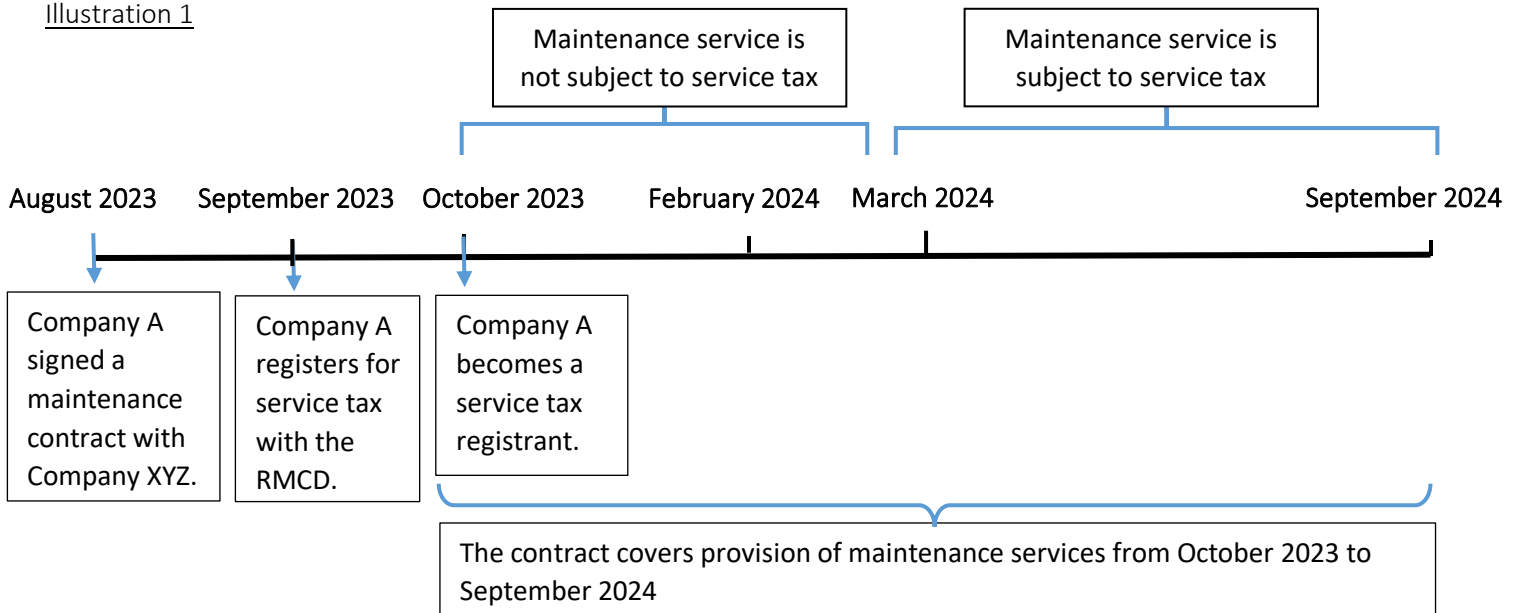 Illustration 1
Maintenance service is
not subject to service tax
Maintenance service is
subject to service tax
August 2023
September 2023
October 2023
February 2024
March 2024
September 2024
Company A
signed a
maintenance
contract with
Company XYZ.
Company A
registers for
service tax
with the
RMCD.
Company A
becomes a
service tax
registrant.
The contract covers provision of maintenance services from October 2023 to
September 2024